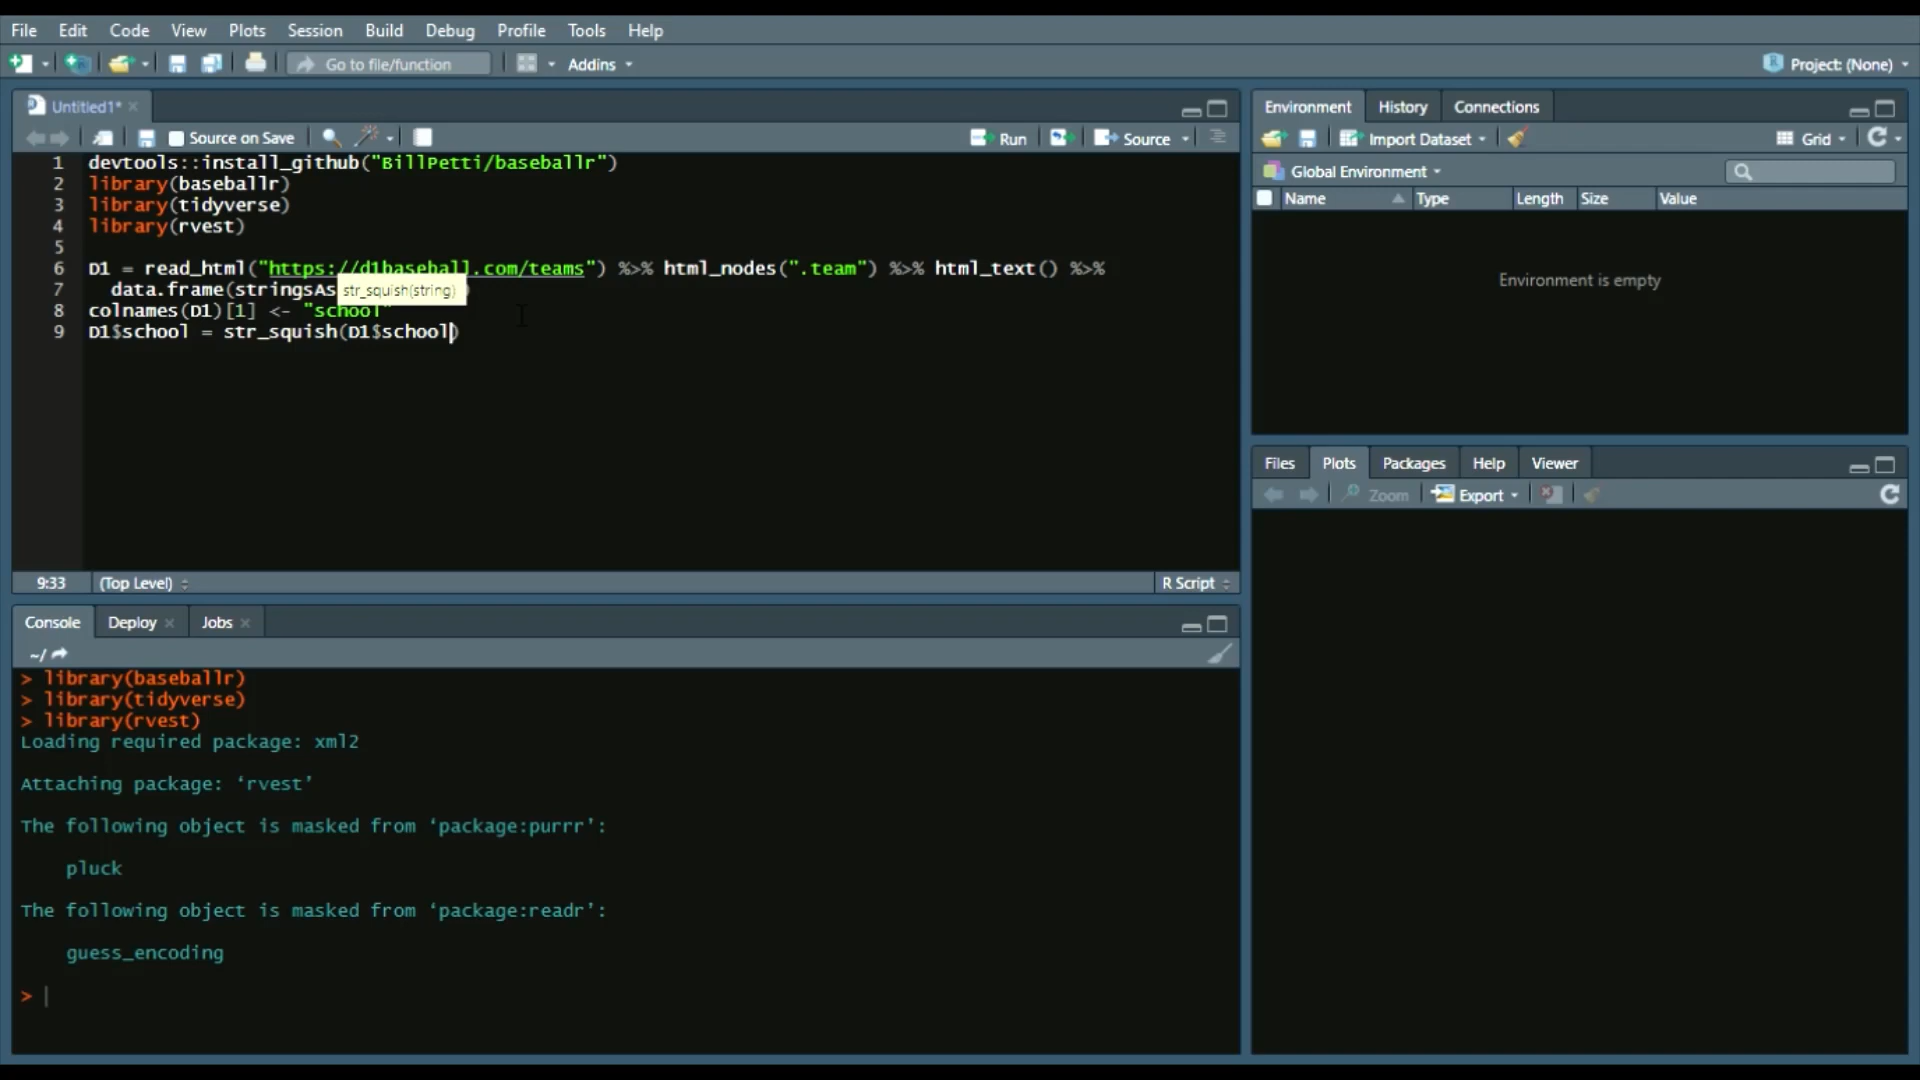 File Edit Code View Plots Session Build Debug Profile Tools Help
Go to file/function Addins Project: (None)
Untitled1*
Source on Save Run Source
1 devtools::install_github("BillPetti/baseballr")
2 library(baseballr)
3 library(tidyverse)
4 library(rvest)
5
6 D1 = read_html("https://d1baseball.com/teams") %>% html_nodes(".team") %>% html_text() %>%
7 data.frame(stringsAs
str_squish(string)
8 colnames(D1)[1] <- "school"
9 D1$school = str_squish(D1$school)
9:33 (Top Level) R Script
Console Deploy Jobs
~/
> library(baseballr)
> library(tidyverse)
> library(rvest)
Loading required package: xml2
Attaching package: ‘rvest’
The following object is masked from ‘package:purrr’:
pluck
The following object is masked from ‘package:readr’:
guess_encoding
>
Environment History Connections
Import Dataset Grid
Global Environment
Name Type Length Size Value
Environment is empty
Files Plots Packages Help Viewer
Zoom Export